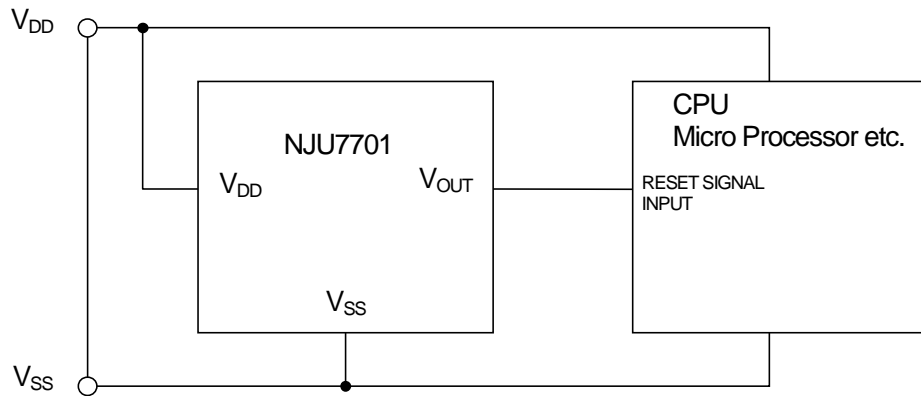 VDD
NJU7701
VDD
VOUT
VSS
CPU
Micro Processor etc.
RESET SIGNAL
INPUT
VSS